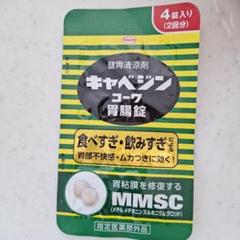 4錠入り
(2回分)
Kowa
健胃清涼剤
キャベジン
コーワ
胃腸錠
食べすぎ・飲みすぎによる
胃部不快感・ムカつきに効く!
胃粘膜を修復する
MMSC
(メチルメチオニンスルホニウムクロリド)
指定医薬部外品